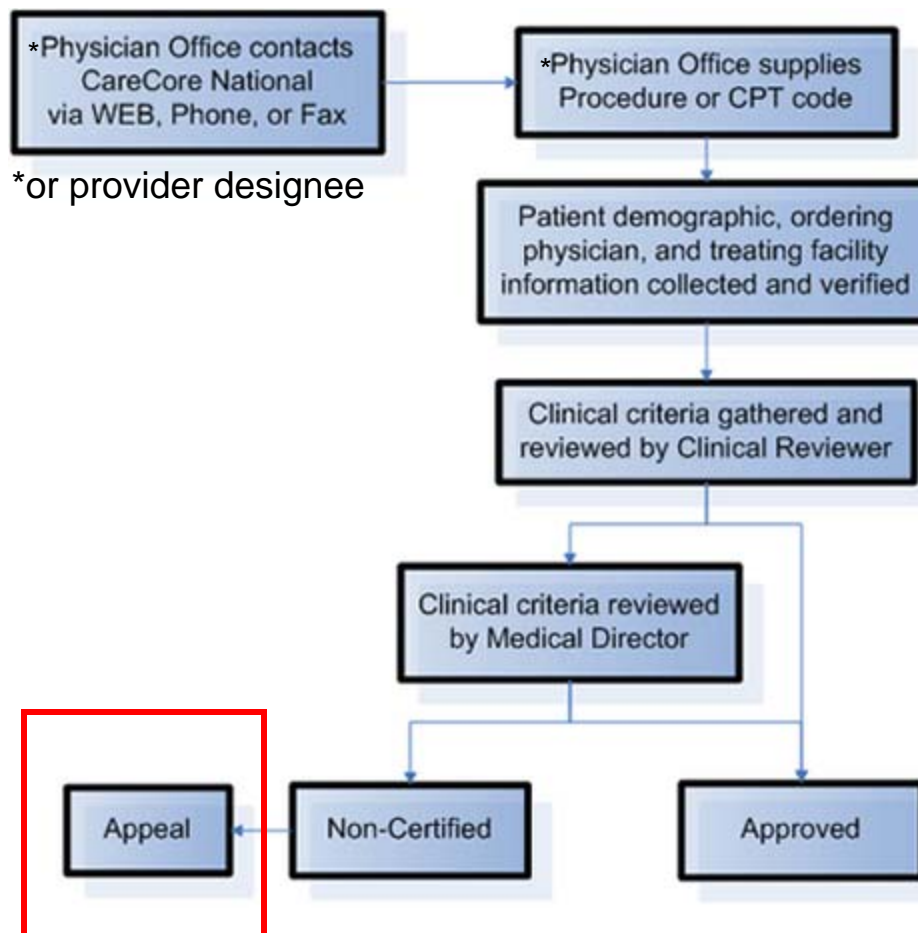 *Physician Office contacts
CareCore National
via WEB, Phone, or Fax
*or provider designee
*Physician Office supplies
Procedure or CPT code
Patient demographic, ordering
physician, and treating facility
information collected and verified
Clinical criteria gathered and
reviewed by Clinical Reviewer
Clinical criteria reviewed
by Medical Director
Appeal
Non-Certified
Approved